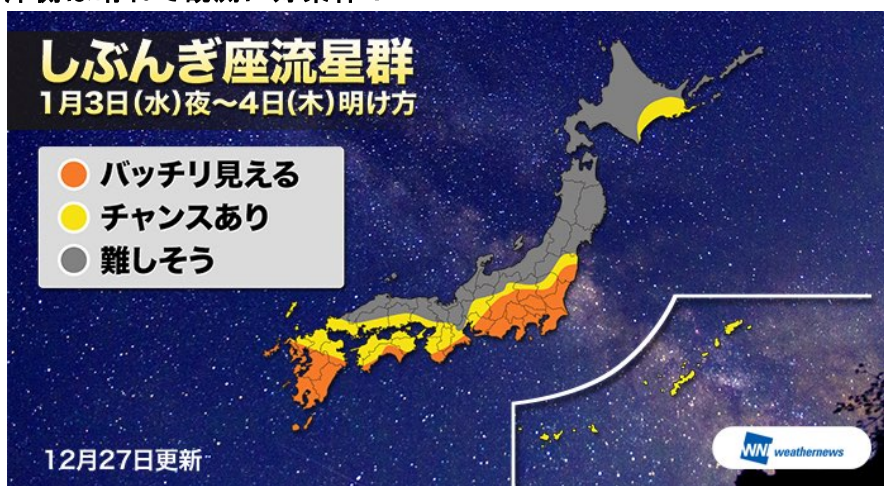 しぶんぎ座流星群
1月3日(水)夜～4日(木)明け方
バッチリ見える
チャンスあり
難しそう
12月27日更新
WNI weathernews